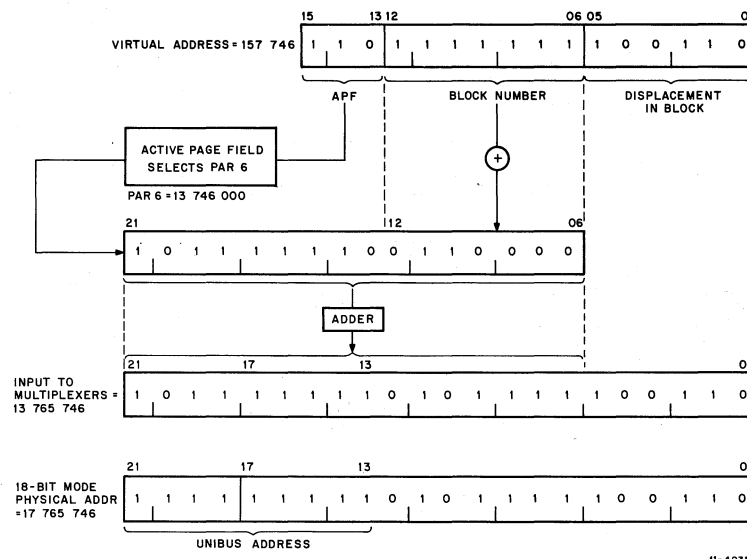 15 13 12 06 05 0
VIRTUAL ADDRESS = 157 746 1 1 0 1 1 1 1 1 1 1 1 0 0 1 1 0
APF BLOCK NUMBER DISPLACEMENT
IN BLOCK
ACTIVE PAGE FIELD
SELECTS PAR 6
+
PAR 6 = 13 746 000
21 12 06
1 0 1 1 1 1 1 1 0 0 1 1 0 0 0 0
ADDER
21 17 13 0
INPUT TO
MULTIPLEXERS =
13 765 746
1 0 1 1 1 1 1 1 1 0 1 0 1 1 1 1 1 0 0 1 1 0
21 17 13 0
18-BIT MODE
PHYSICAL ADDR
=17 765 746
1 1 1 1 1 1 1 1 1 0 1 0 1 1 1 1 1 0 0 1 1 0
UNIBUS ADDRESS